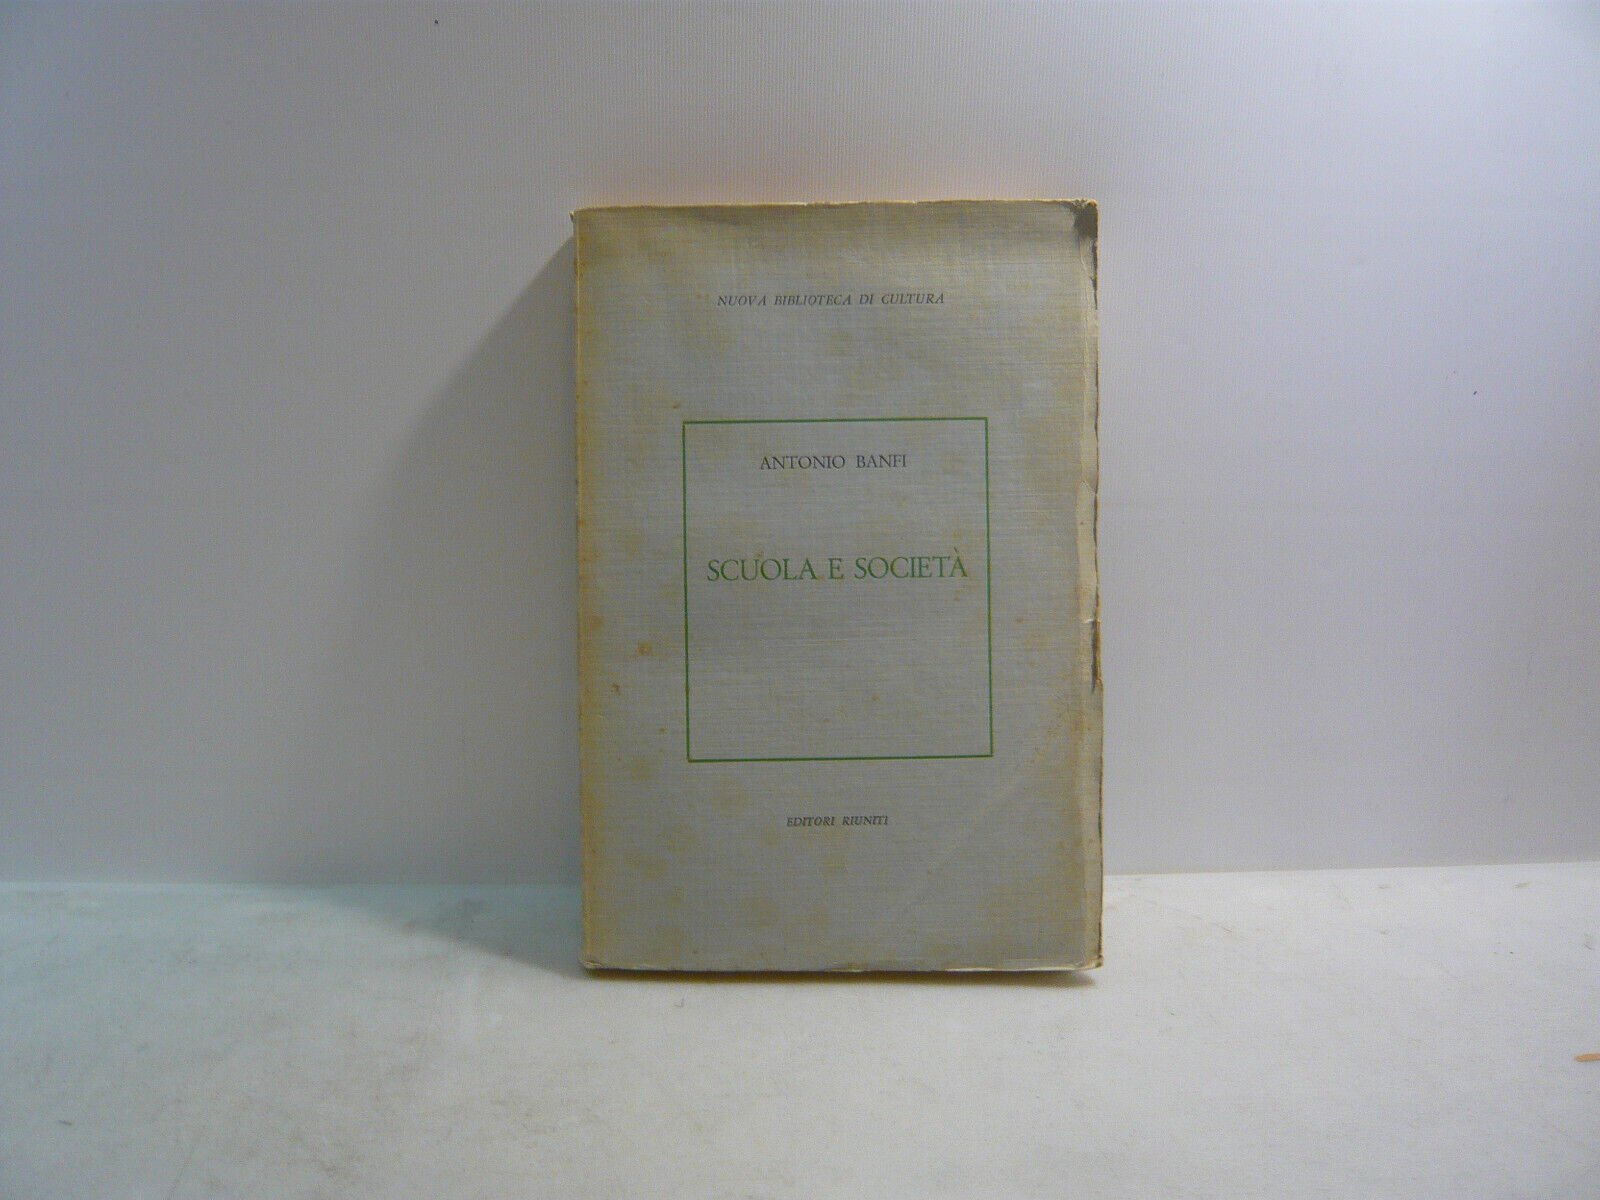 NUOVA BIBLIOTECA DI CULTURA
ANTONIO BANFI
SCUOLA E SOCIETÀ
EDITORI RIUNITI